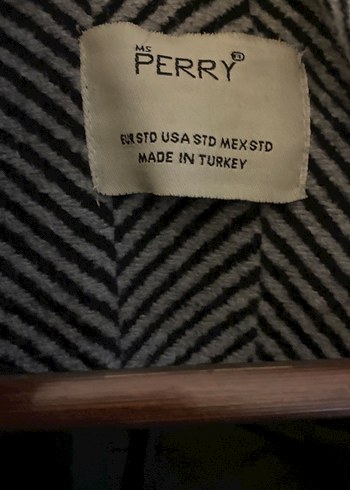 MS
PERRY
EUR STD USA STD MEX STD
MADE IN TURKEY